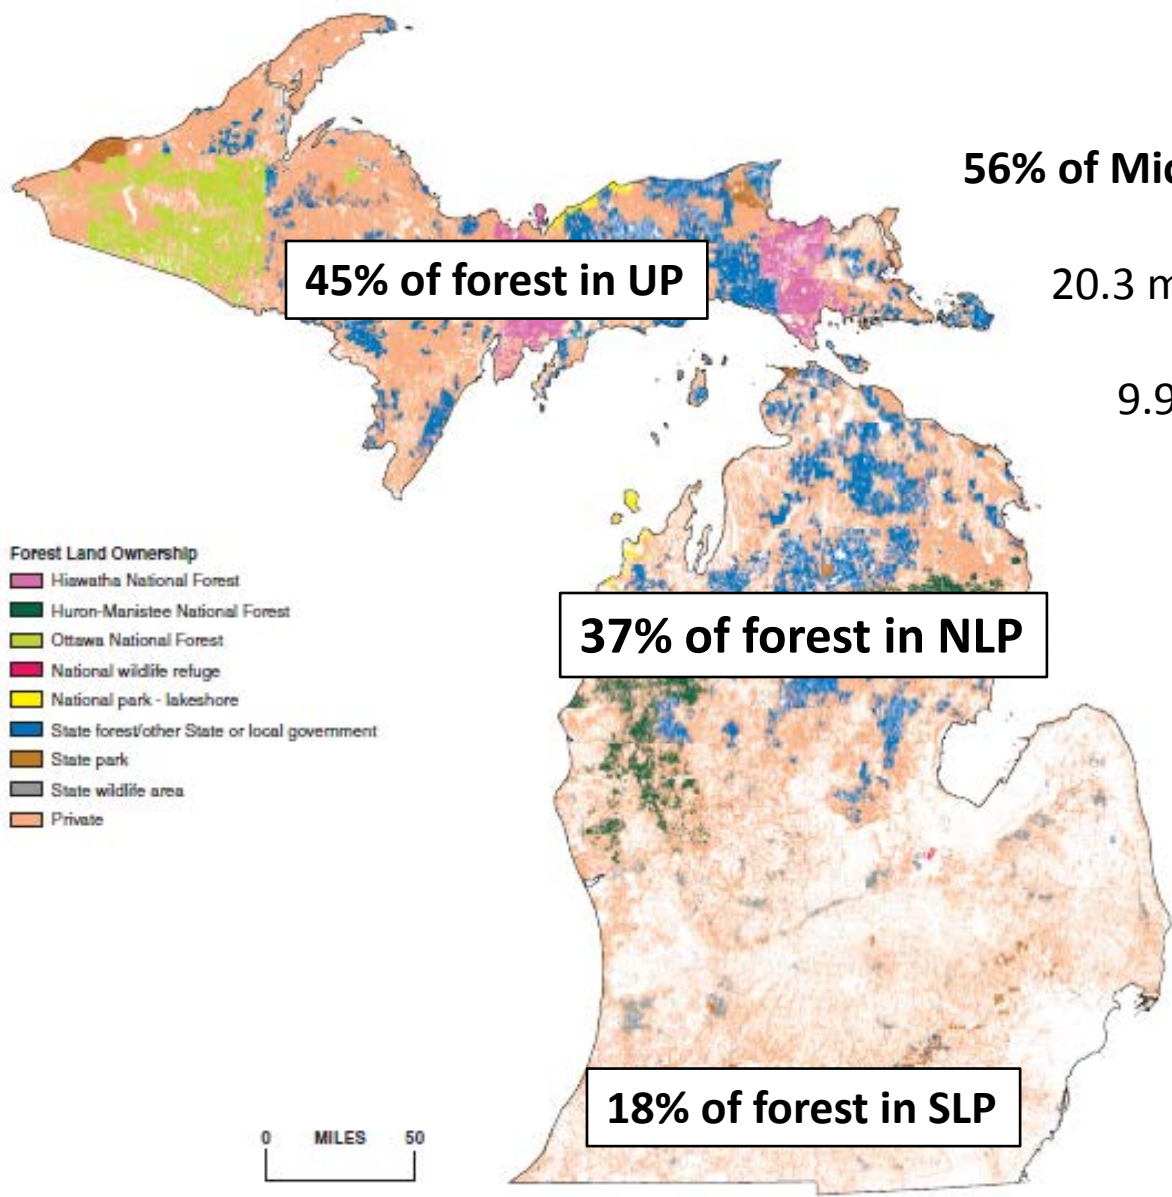 56% of Mic
45% of forest in UP
20.3 m
9.9
Forest Land Ownership
Hiawatha National Forest
Huron-Manistee National Forest
37% of forest in NLP
Ottawa National Forest
National wildlife refuge
National park - lakeshore
State forest/other State or local government
State park
State wildlife area
Private
18% of forest in SLP
0 MILES 50